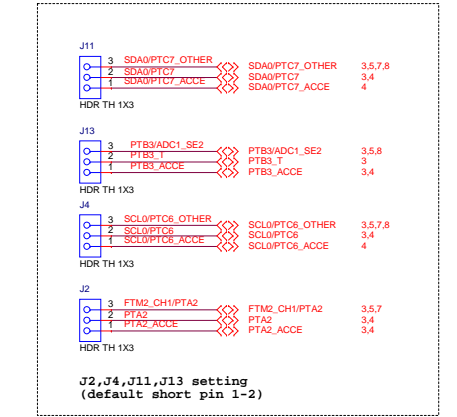 J11
3 SDA0/PTC7_OTHER SDA0/PTC7_OTHER 3,5,7,8
2 SDA0/PTC7 SDA0/PTC7 3,4
1 SDA0/PTC7_ACCE SDA0/PTC7_ACCE 4
HDR TH 1X3
J13
3 PTB3/ADC1_SE2 PTB3/ADC1_SE2 3,5,8
2 PTB3_T PTB3_T 3
1 PTB3_ACCE PTB3_ACCE 3,4
HDR TH 1X3
J4
3 SCL0/PTC6_OTHER SCL0/PTC6_OTHER 3,5,7,8
2 SCL0/PTC6 SCL0/PTC6 3,4
1 SCL0/PTC6_ACCE SCL0/PTC6_ACCE 4
HDR TH 1X3
J2
3 FTM2_CH1/PTA2 FTM2_CH1/PTA2 3,5,7
2 PTA2 PTA2 3,4
1 PTA2_ACCE PTA2_ACCE 3,4
HDR TH 1X3
J2,J4,J11,J13 setting
(default short pin 1-2)